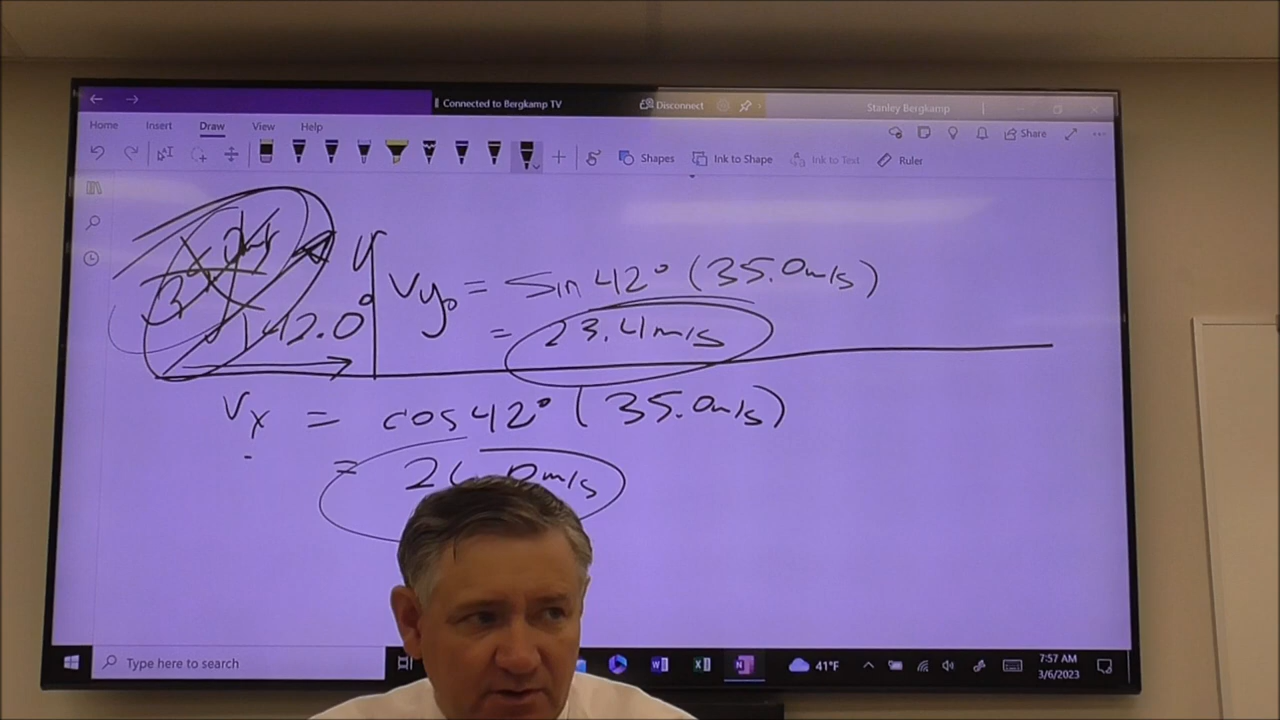 Connected to Bergkamp TV
Disconnect
Stanley Bergkamp
Home Insert Draw View Help
Share
Shapes Ink to Shape Ink to Text Ruler
42.0°
y
Vy₀ = Sin 42° (35.0m/s)
= 23.4m/s
Vx = cos 42° (35.0m/s)
=
Type here to search
41°F
7:57 AM
3/6/2023